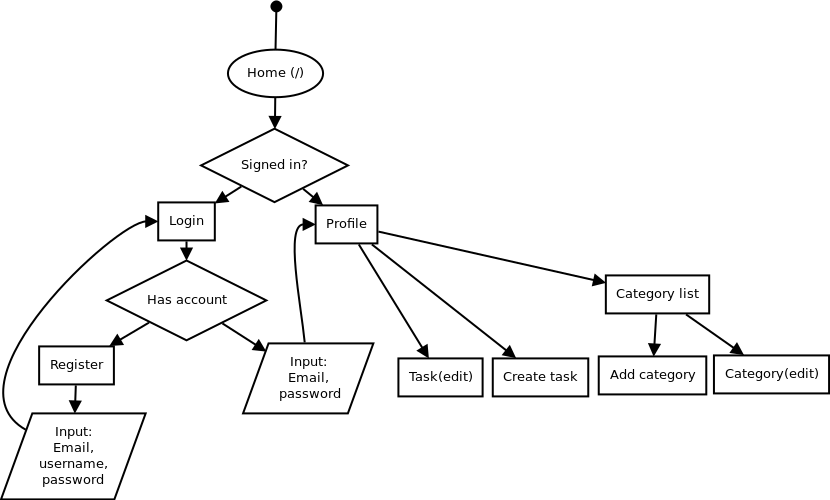 Home (/)
Signed in?
Login
Profile
Has account
Category list
Register
Input:
Email,
password
Task(edit)
Create task
Add category
Category(edit)
Input:
Email,
username,
password